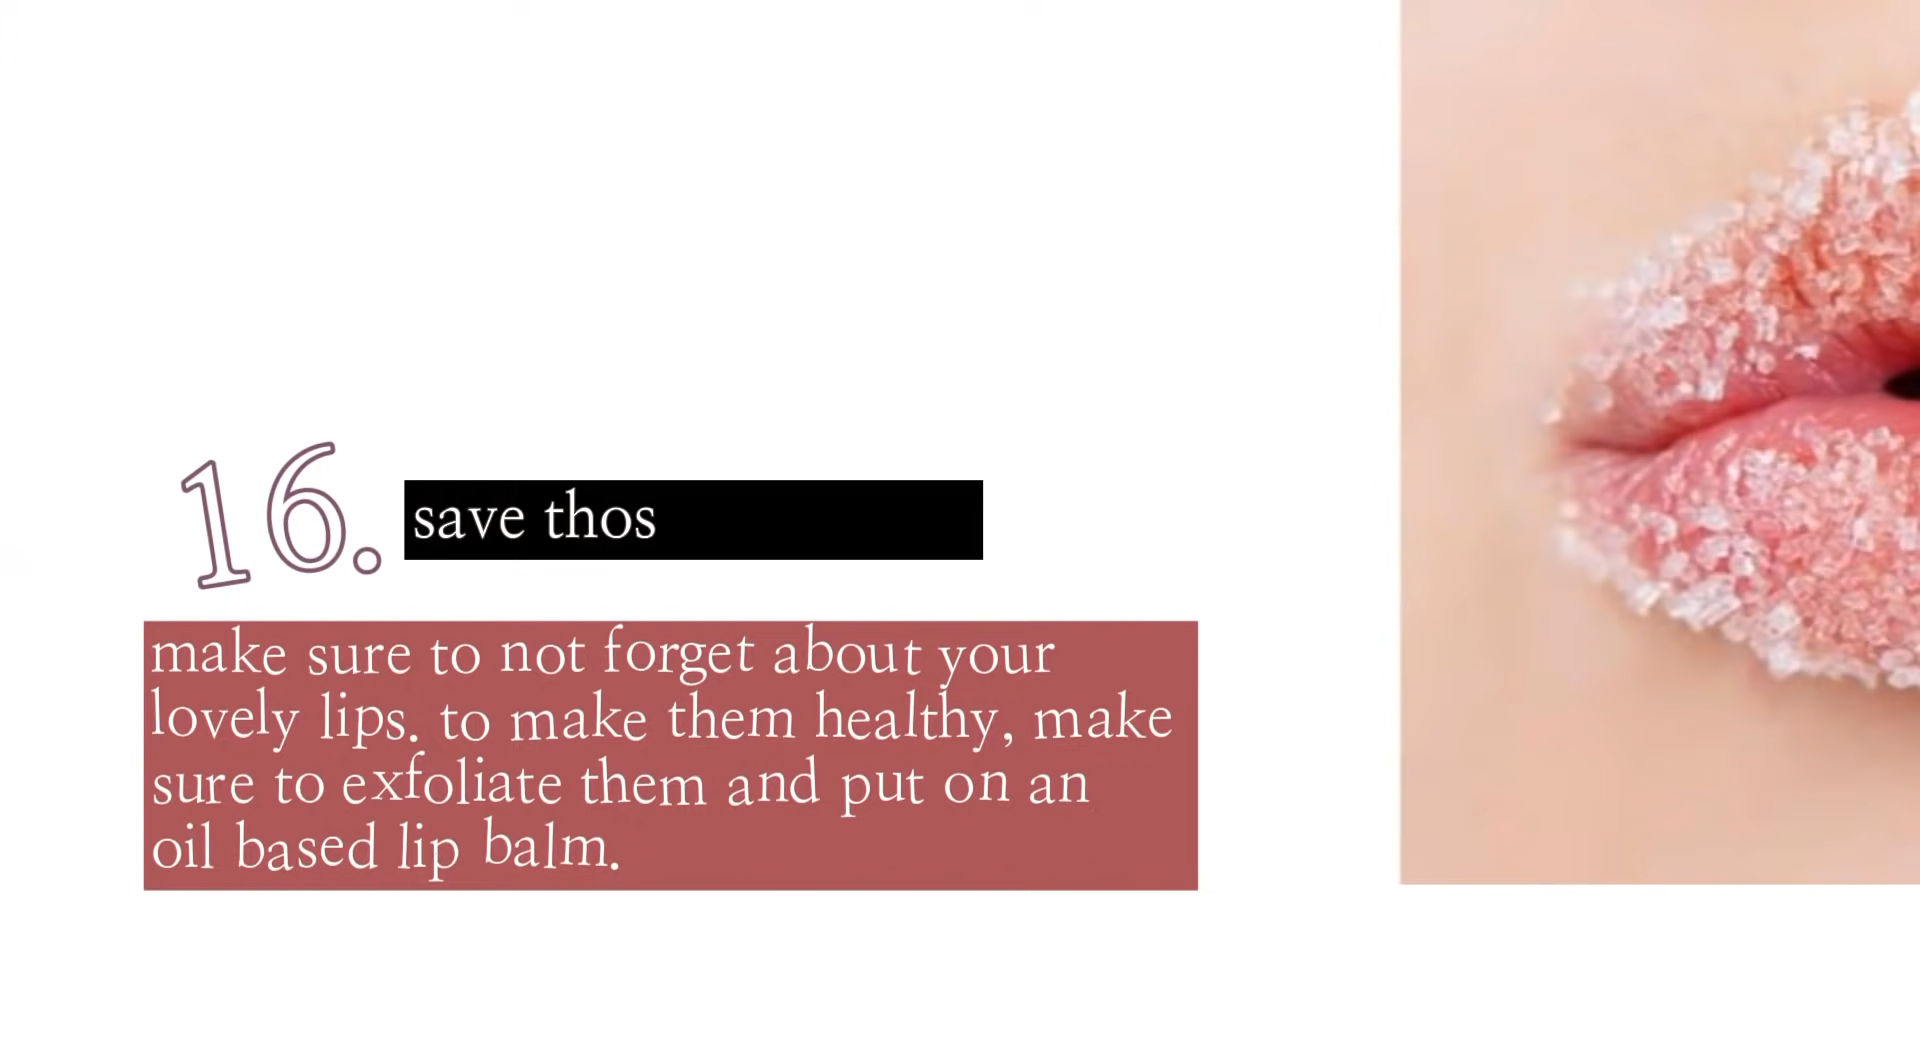 16. save thos
make sure to not forget about your
lovely lips. to make them healthy, make
sure to exfoliate them and put on an
oil based lip balm.